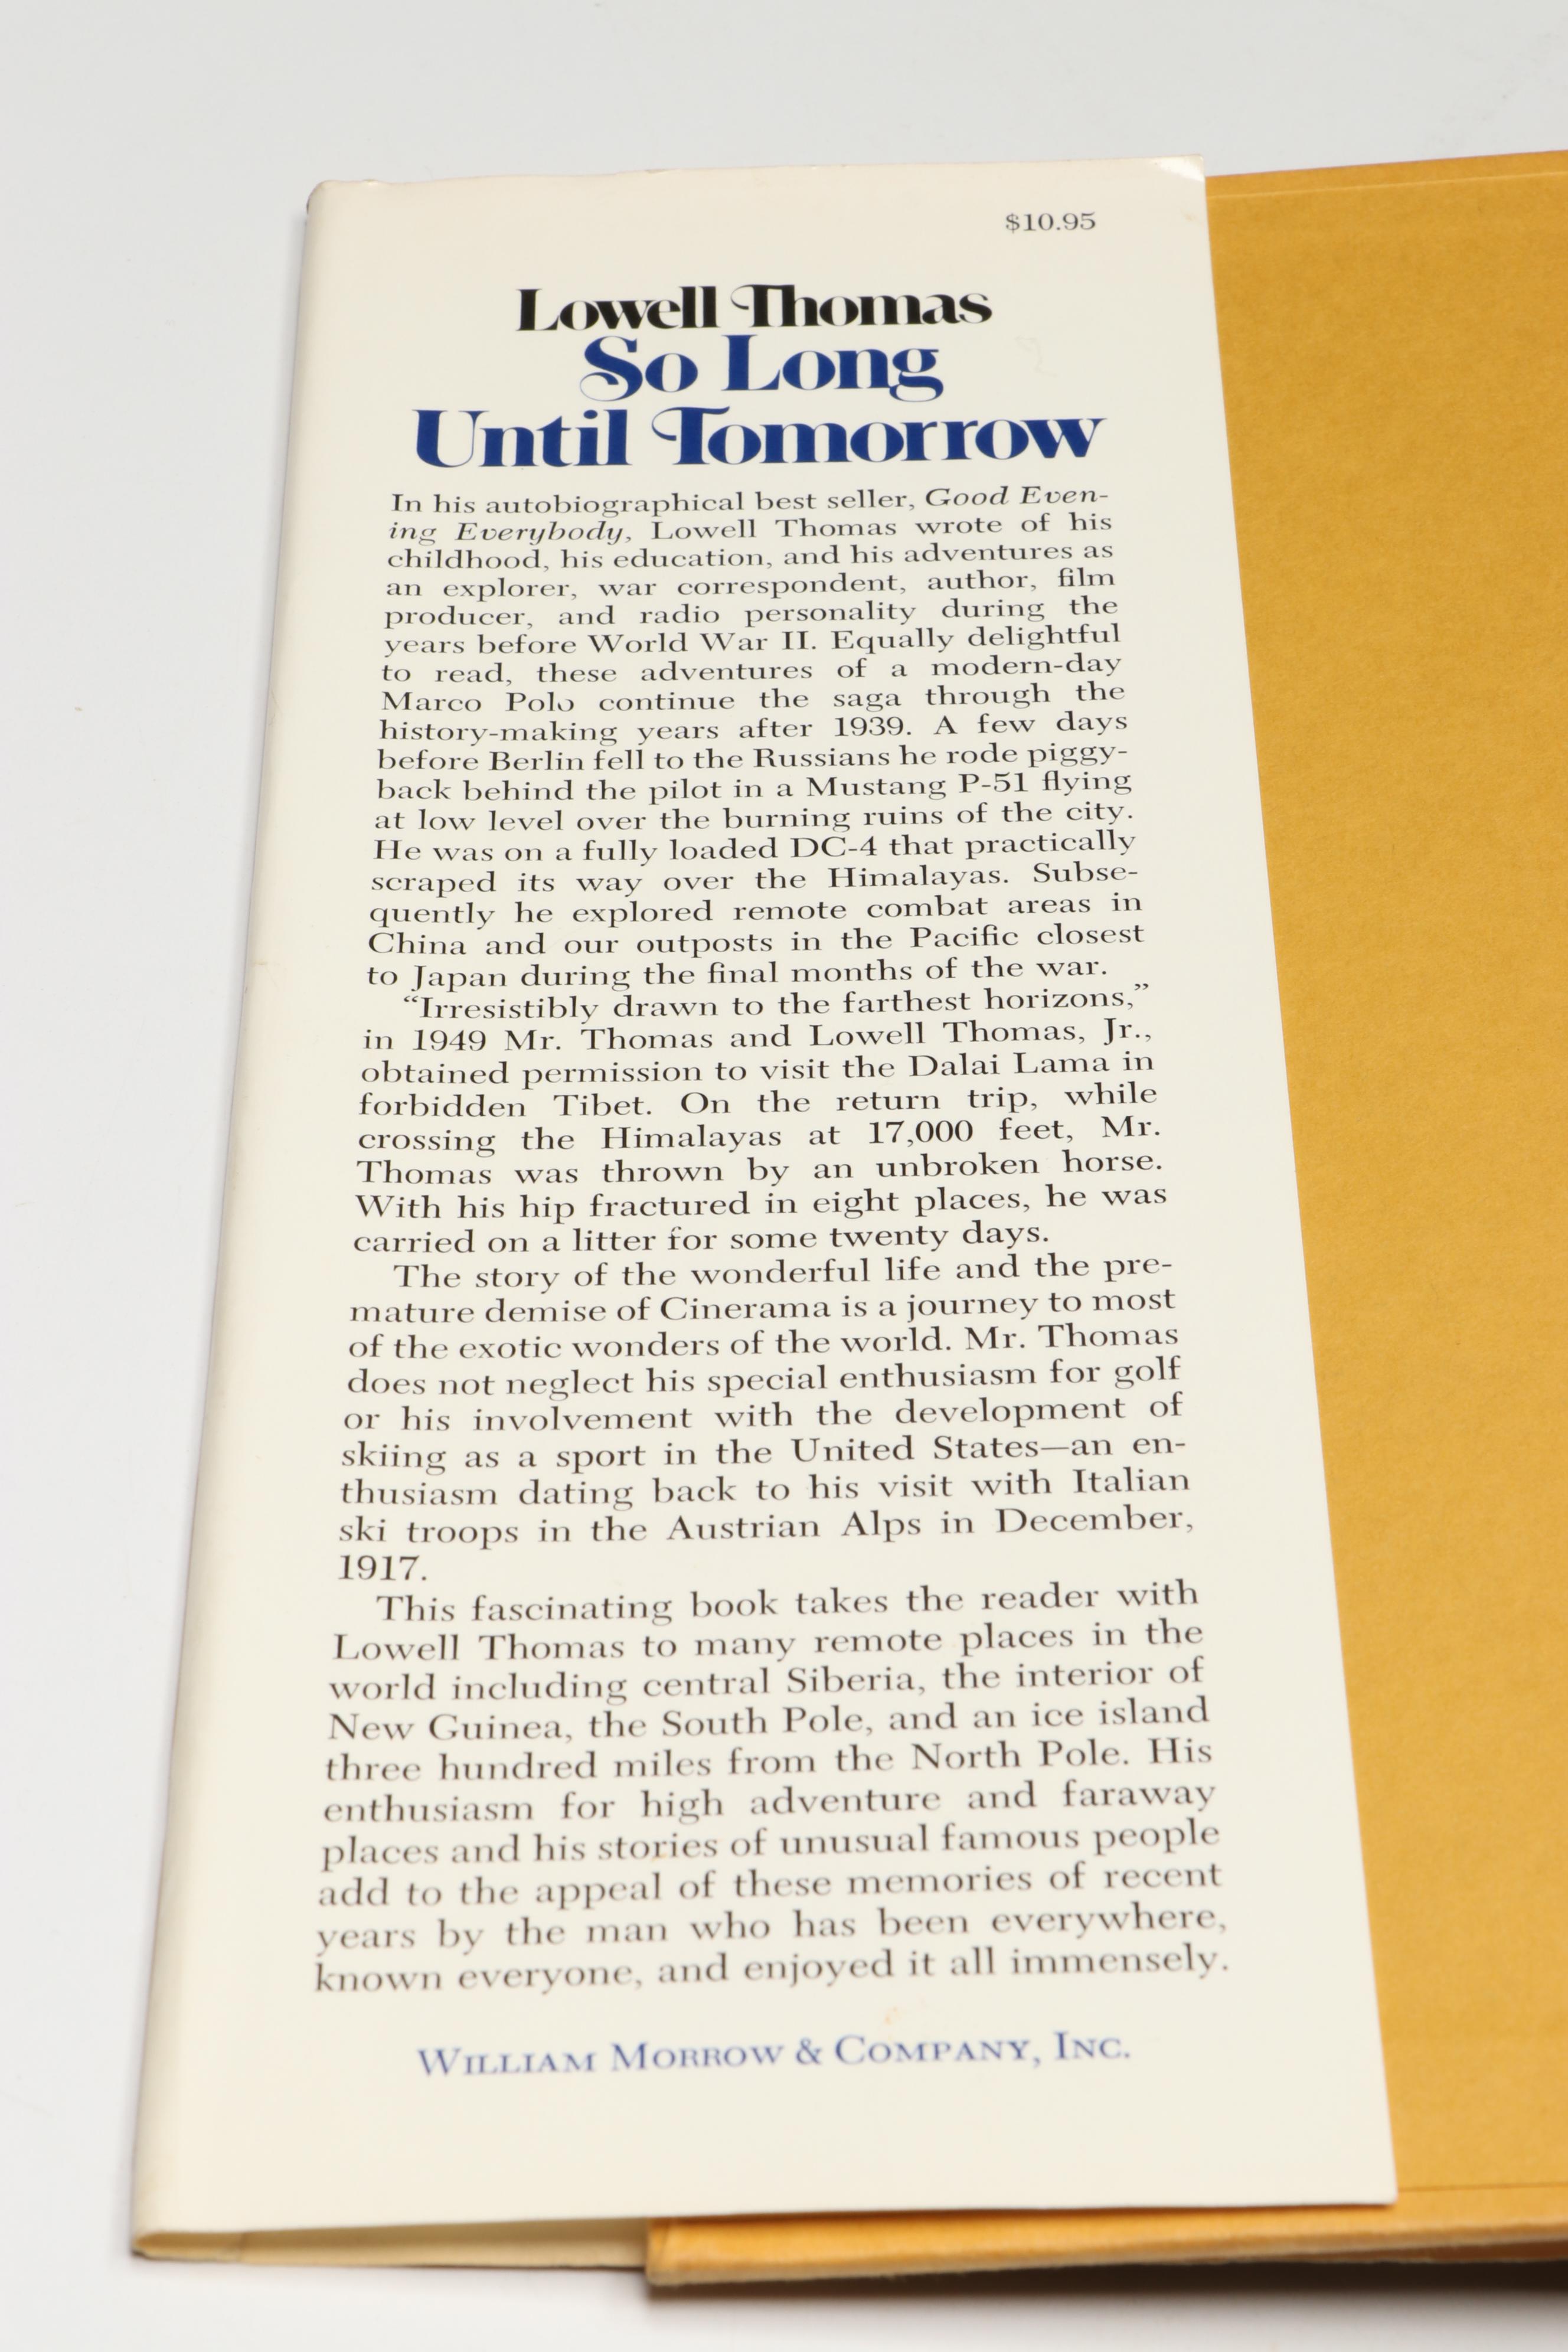 $10.95
Lowell Thomas
So Long
Until Tomorrow
In his autobiographical best seller, Good Even-
ing Everybody, Lowell Thomas wrote of his
childhood, his education, and his adventures as
an explorer, war correspondent, author, film
producer, and radio personality during the
years before World War II. Equally delightful
to read, these adventures of a modern-day
Marco Polo continue the saga through the
history-making years after 1939. A few days
before Berlin fell to the Russians he rode piggy-
back behind the pilot in a Mustang P-51 flying
at low level over the burning ruins of the city.
He was on a fully loaded DC-4 that practically
scraped its way over the Himalayas. Subse-
quently he explored remote combat areas in
China and our outposts in the Pacific closest
to Japan during the final months of the war.
“Irresistibly drawn to the farthest horizons,”
in 1949 Mr. Thomas and Lowell Thomas, Jr.,
obtained permission to visit the Dalai Lama in
forbidden Tibet. On the return trip, while
crossing the Himalayas at 17,000 feet, Mr.
Thomas was thrown by an unbroken horse.
With his hip fractured in eight places, he was
carried on a litter for some twenty days.
The story of the wonderful life and the pre-
mature demise of Cinerama is a journey to most
of the exotic wonders of the world. Mr. Thomas
does not neglect his special enthusiasm for golf
or his involvement with the development of
skiing as a sport in the United States—an en-
thusiasm dating back to his visit with Italian
ski troops in the Austrian Alps in December,
1917.
This fascinating book takes the reader with
Lowell Thomas to many remote places in the
world including central Siberia, the interior of
New Guinea, the South Pole, and an ice island
three hundred miles from the North Pole. His
enthusiasm for high adventure and faraway
places and his stories of unusual famous people
add to the appeal of these memories of recent
years by the man who has been everywhere,
known everyone, and enjoyed it all immensely.
WILLIAM MORROW & COMPANY, INC.